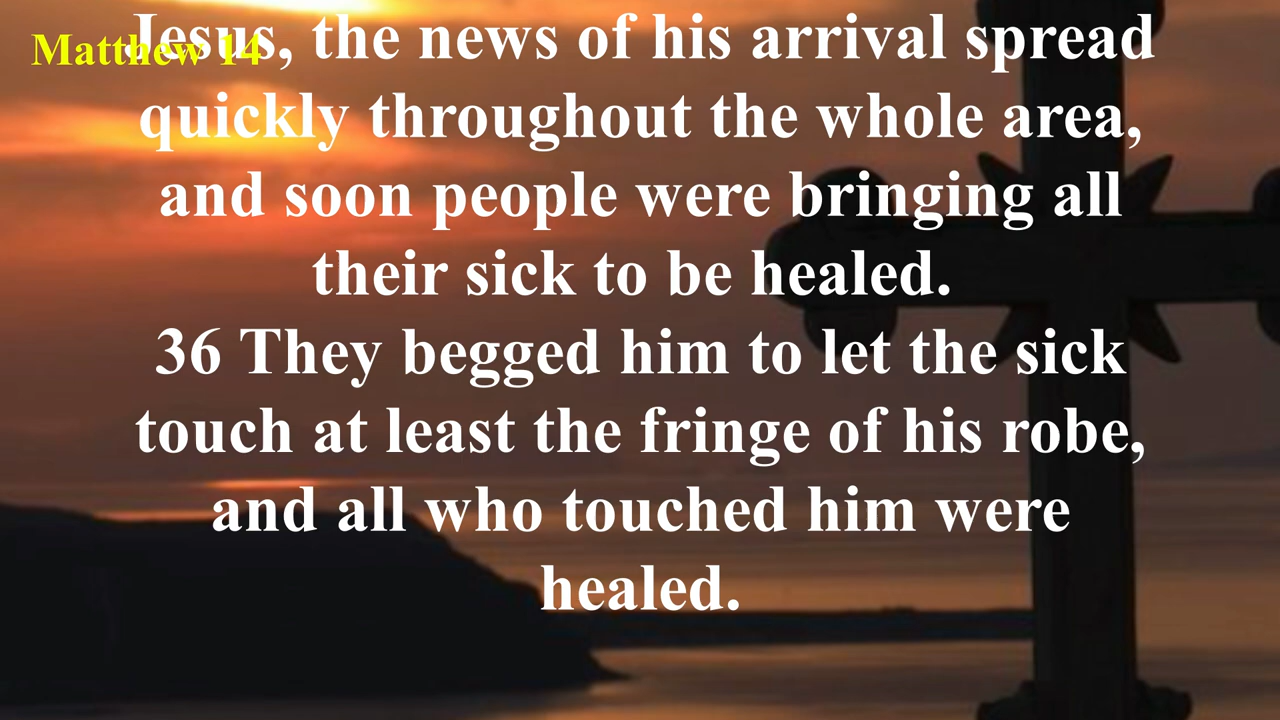 Matthew 14
Jesus, the news of his arrival spread
quickly throughout the whole area,
and soon people were bringing all
their sick to be healed.
36 They begged him to let the sick
touch at least the fringe of his robe,
and all who touched him were
healed.